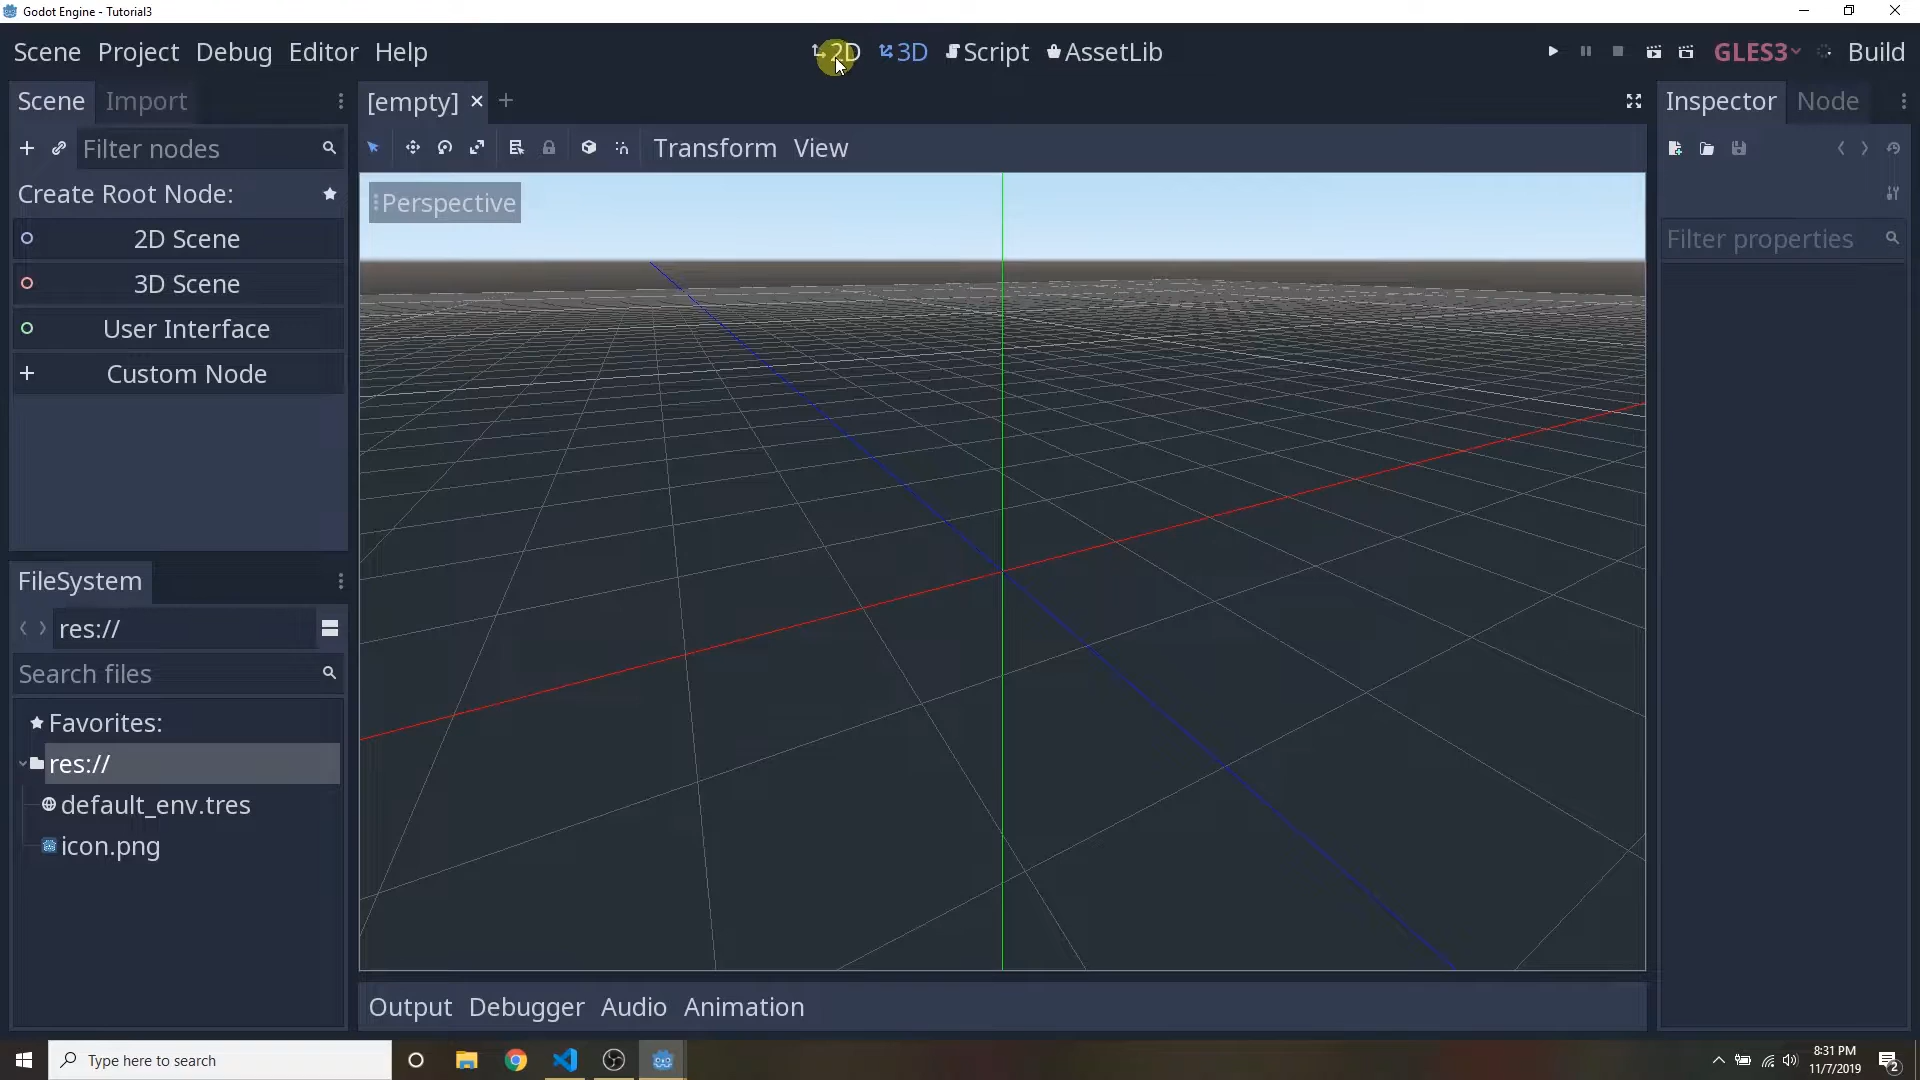 Godot Engine - Tutorial3
Scene Project Debug Editor Help
2D 3D Script AssetLib
GLES3 Build
Scene Import
[empty]
Inspector Node
Filter nodes
Transform View
Create Root Node:
Perspective
2D Scene
Filter properties
3D Scene
User Interface
Custom Node
FileSystem
res://
Search files
Favorites:
res://
default_env.tres
icon.png
Output Debugger Audio Animation
Type here to search
8:31 PM
11/7/2019
2